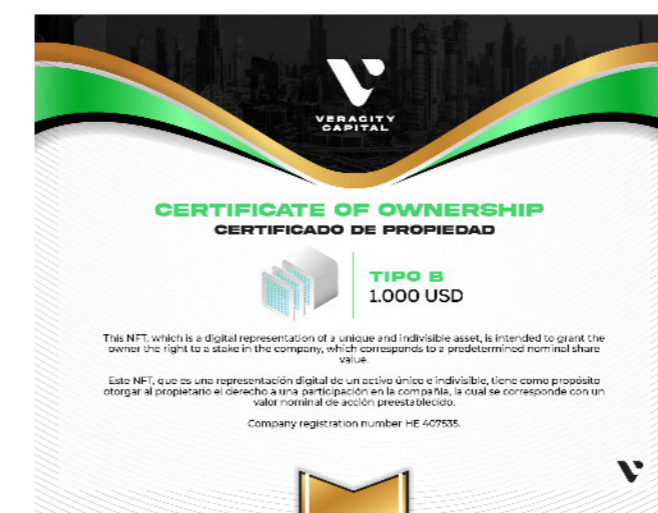 VERACITY
CAPITAL
CERTIFICATE OF OWNERSHIP
CERTIFICADO DE PROPIEDAD
TIPO B
1.000 USD
This NFT, which is a digital representation of a unique and indivisible asset, is intended to grant the
owner the right to a stake in the company, which corresponds to a predetermined nominal share
value.
Este NFT, que es una representación digital de un activo único e indivisible, tiene como propósito
otorgar al propietario el derecho a una participación en la compañía, la cual se corresponde con un
valor nominal de acción preestablecido.
Company registration number HE 407535.